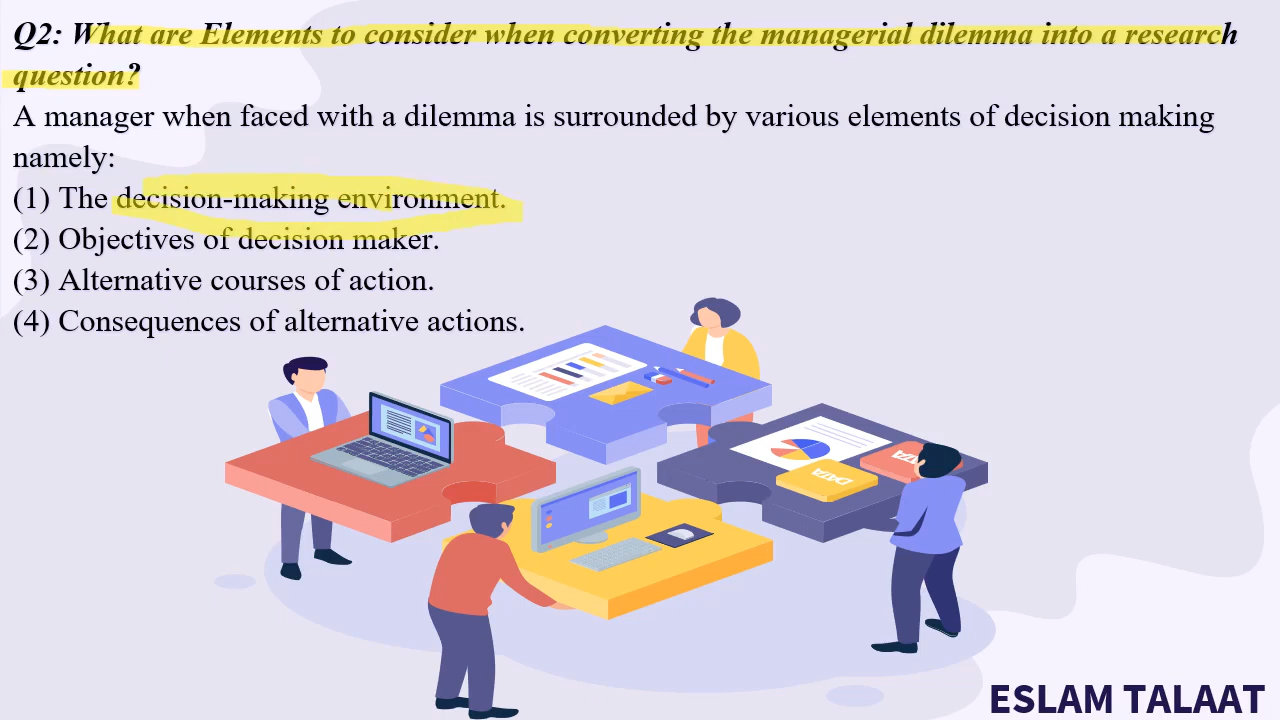 Q2: What are Elements to consider when converting the managerial dilemma into a research
question?
A manager when faced with a dilemma is surrounded by various elements of decision making
namely:
(1) The decision-making environment.
(2) Objectives of decision maker.
(3) Alternative courses of action.
(4) Consequences of alternative actions.
DATA
DATA
ESLAM TALAAT